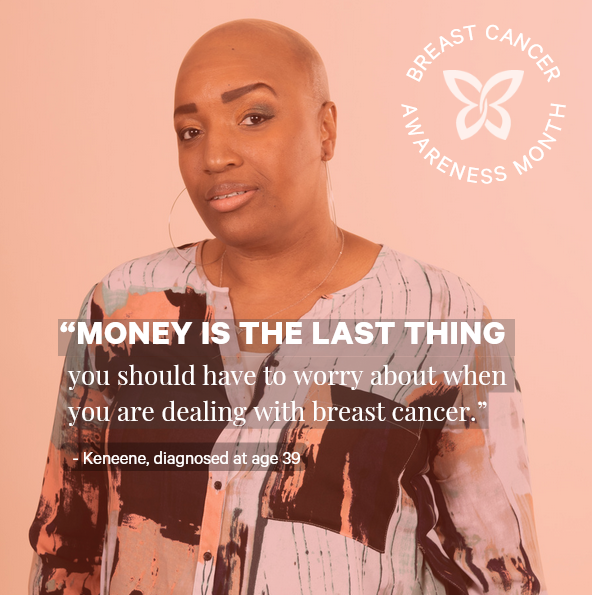 BREAST CANCER
AWARENESS MONTH
“MONEY IS THE LAST THING
you should have to worry about when
you are dealing with breast cancer.”
- Keneene, diagnosed at age 39